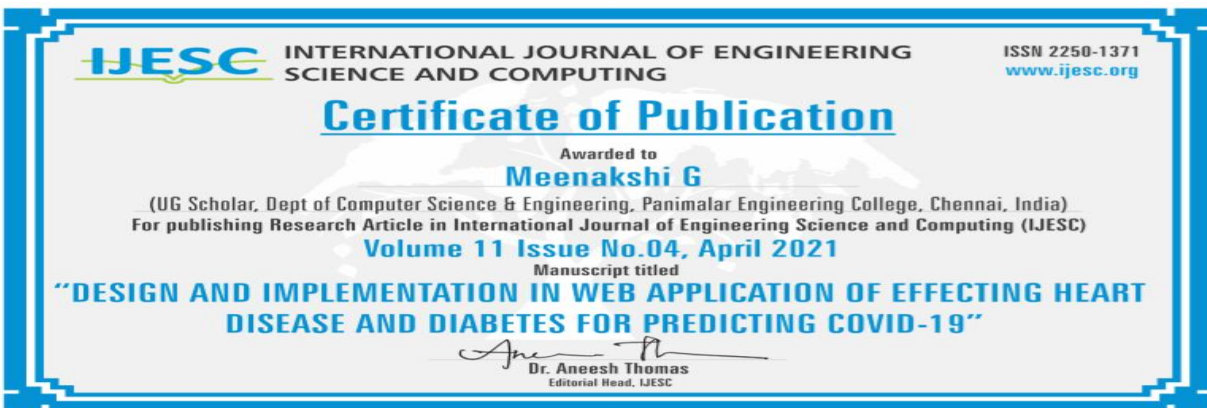 IJESC INTERNATIONAL JOURNAL OF ENGINEERING
SCIENCE AND COMPUTING
ISSN 2250-1371
www.ijesc.org
Certificate of Publication
Awarded to
Meenakshi G
(UG Scholar, Dept of Computer Science & Engineering, Panimalar Engineering College, Chennai, India)
For publishing Research Article in International Journal of Engineering Science and Computing (IJESC)
Volume 11 Issue No.04, April 2021
Manuscript titled
“DESIGN AND IMPLEMENTATION IN WEB APPLICATION OF EFFECTING HEART
DISEASE AND DIABETES FOR PREDICTING COVID-19”
Dr. Aneesh Thomas
Editorial Head, IJESC